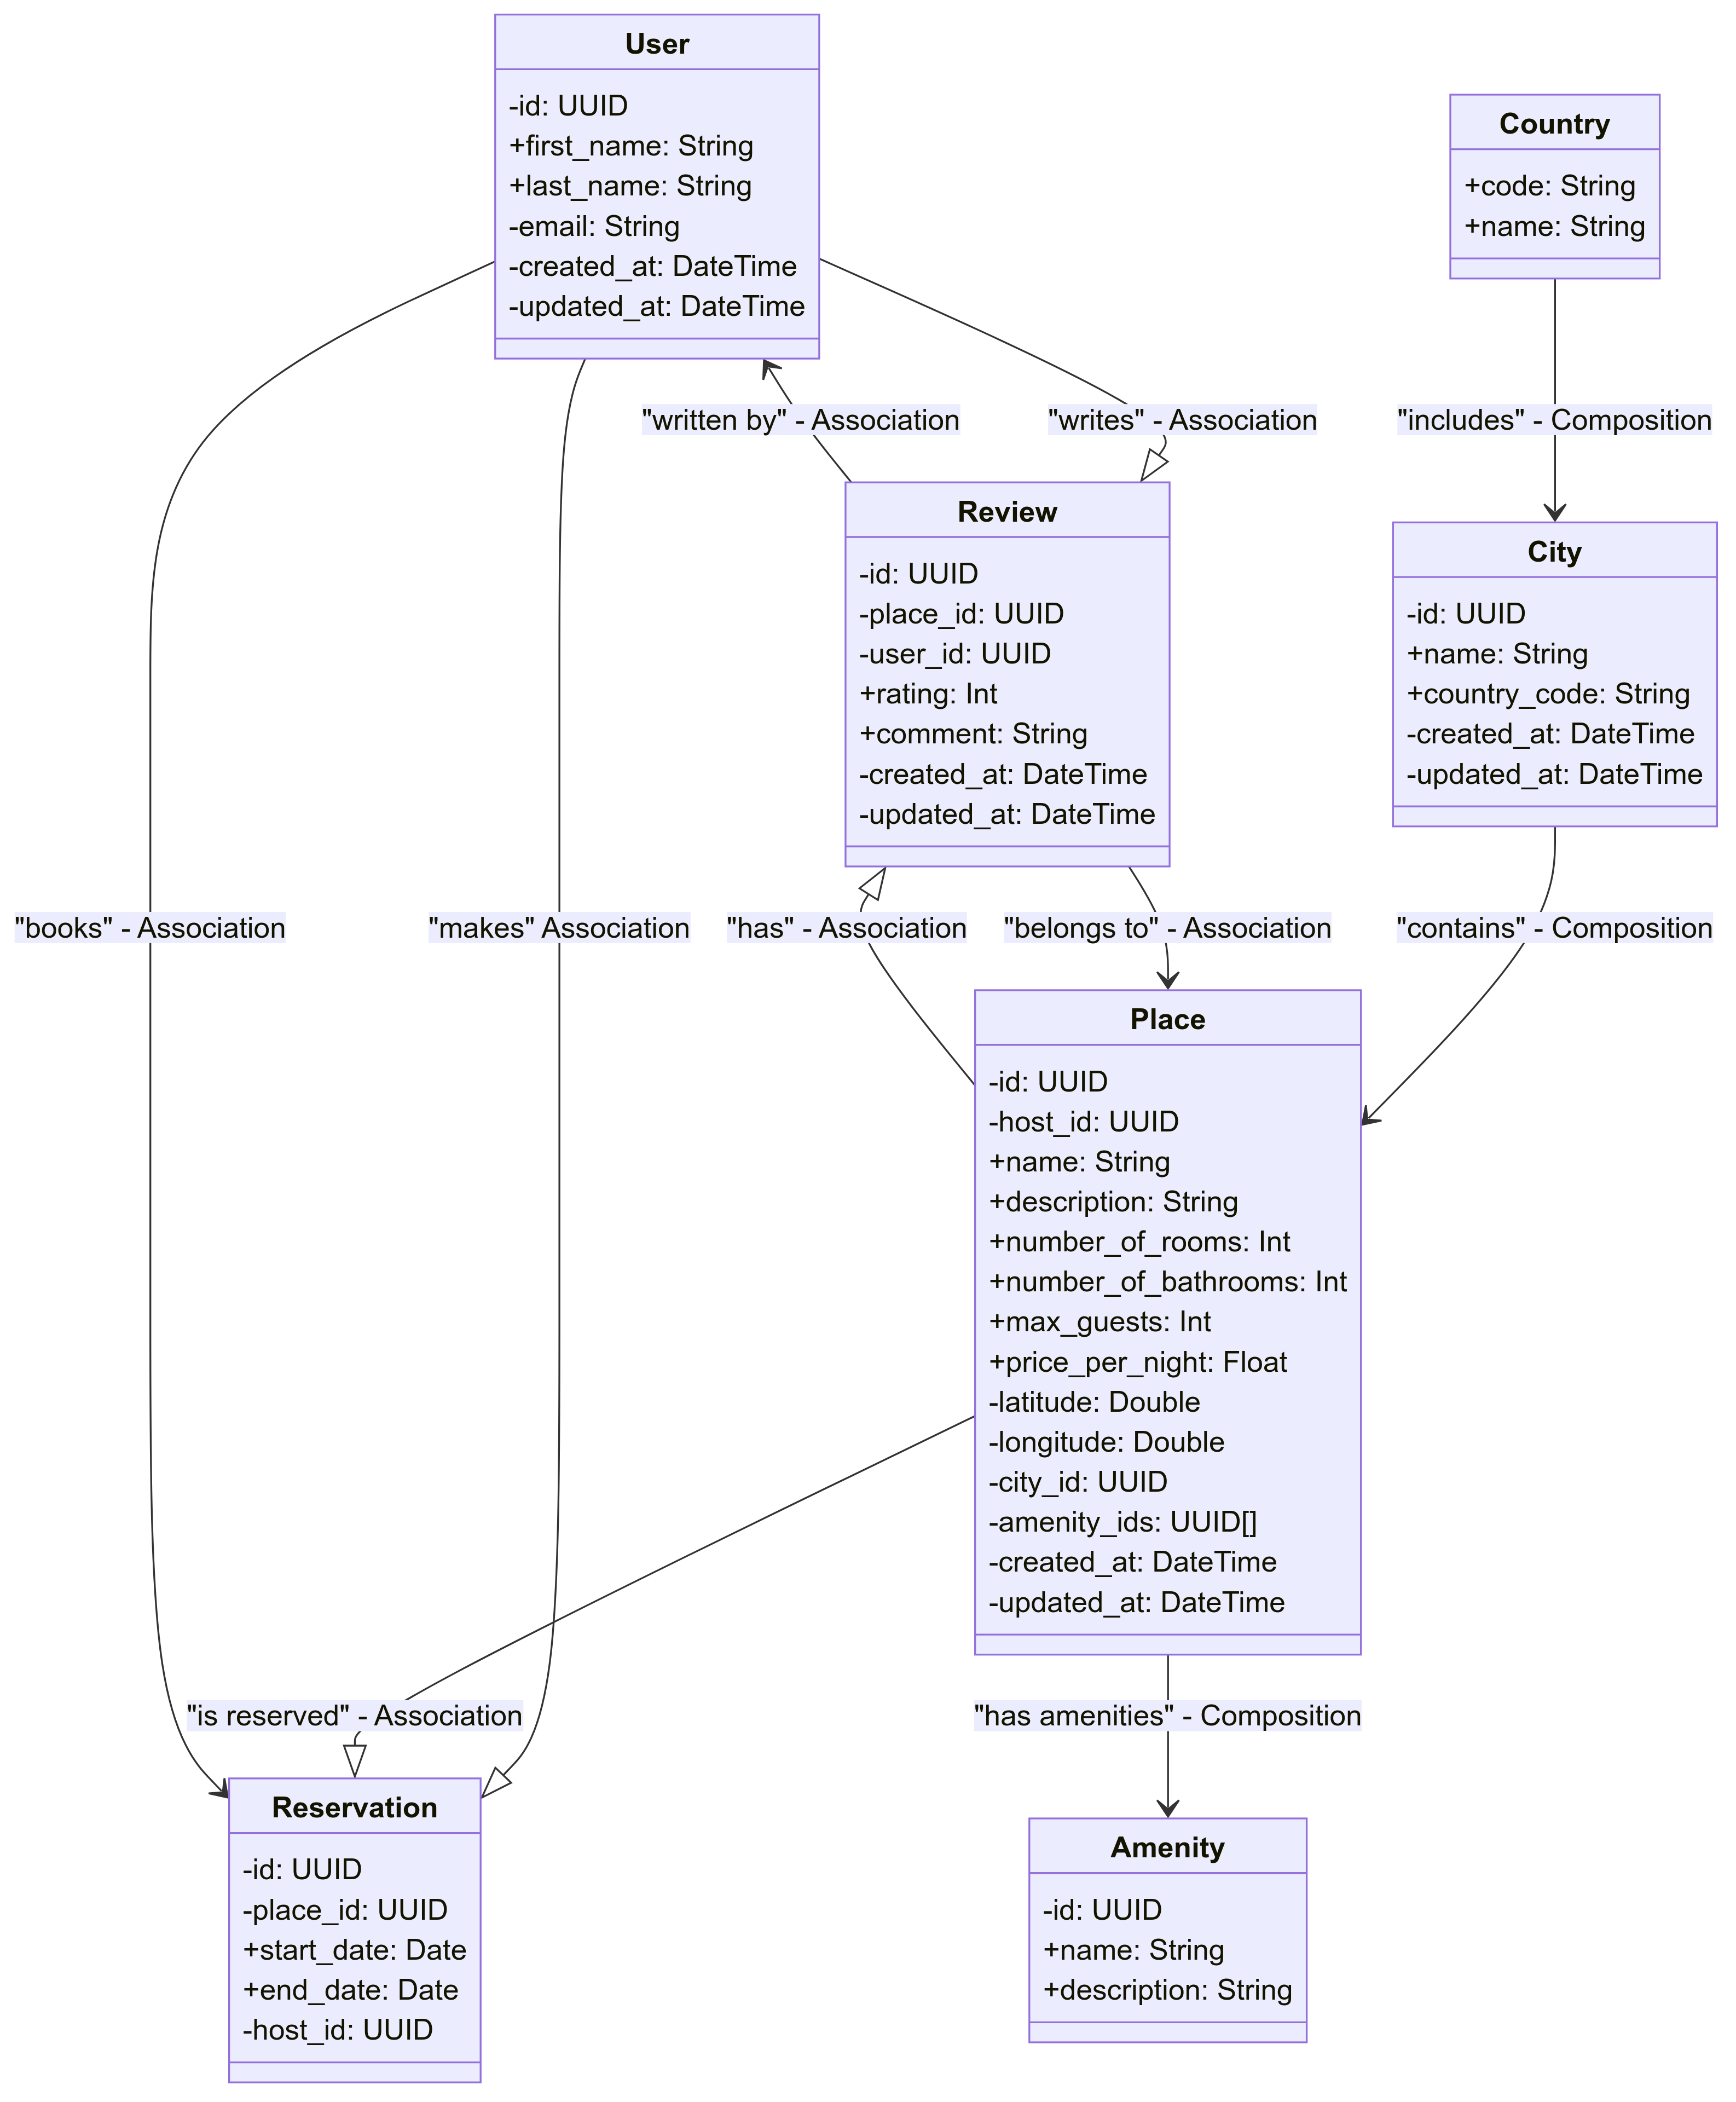 User
-id: UUID
+first_name: String
+last_name: String
-email: String
-created_at: DateTime
-updated_at: DateTime
Country
+code: String
+name: String
"written by" - Association
"writes" - Association
"includes" - Composition
Review
-id: UUID
-place_id: UUID
-user_id: UUID
+rating: Int
+comment: String
-created_at: DateTime
-updated_at: DateTime
City
-id: UUID
+name: String
+country_code: String
-created_at: DateTime
-updated_at: DateTime
"books" - Association
"makes" Association
"has" - Association
"belongs to" - Association
"contains" - Composition
Place
-id: UUID
-host_id: UUID
+name: String
+description: String
+number_of_rooms: Int
+number_of_bathrooms: Int
+max_guests: Int
+price_per_night: Float
-latitude: Double
-longitude: Double
-city_id: UUID
-amenity_ids: UUID[]
-created_at: DateTime
-updated_at: DateTime
"is reserved" - Association
"has amenities" - Composition
Reservation
-id: UUID
-place_id: UUID
+start_date: Date
+end_date: Date
-host_id: UUID
Amenity
-id: UUID
+name: String
+description: String